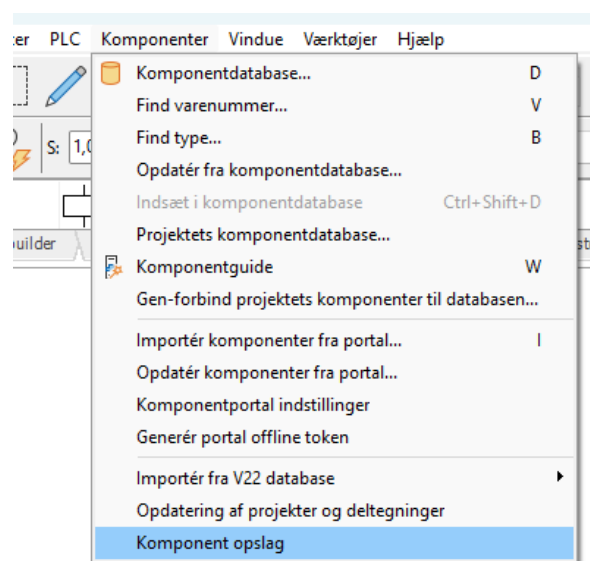 PLC Komponenter Vindue Værktøjer Hjælp
Komponentdatabase... D
Find varenummer... V
Find type... B
S: 1,0
Opdatér fra komponentdatabase...
Indsæt i komponentdatabase Ctrl+Shift+D
Projektets komponentdatabase...
Komponentguide W
Gen-forbind projektets komponenter til databasen...
Importér komponenter fra portal... I
Opdatér komponenter fra portal...
Komponentportal indstillinger
Generér portal offline token
Importér fra V22 database
Opdatering af projekter og deltegninger
Komponent opslag